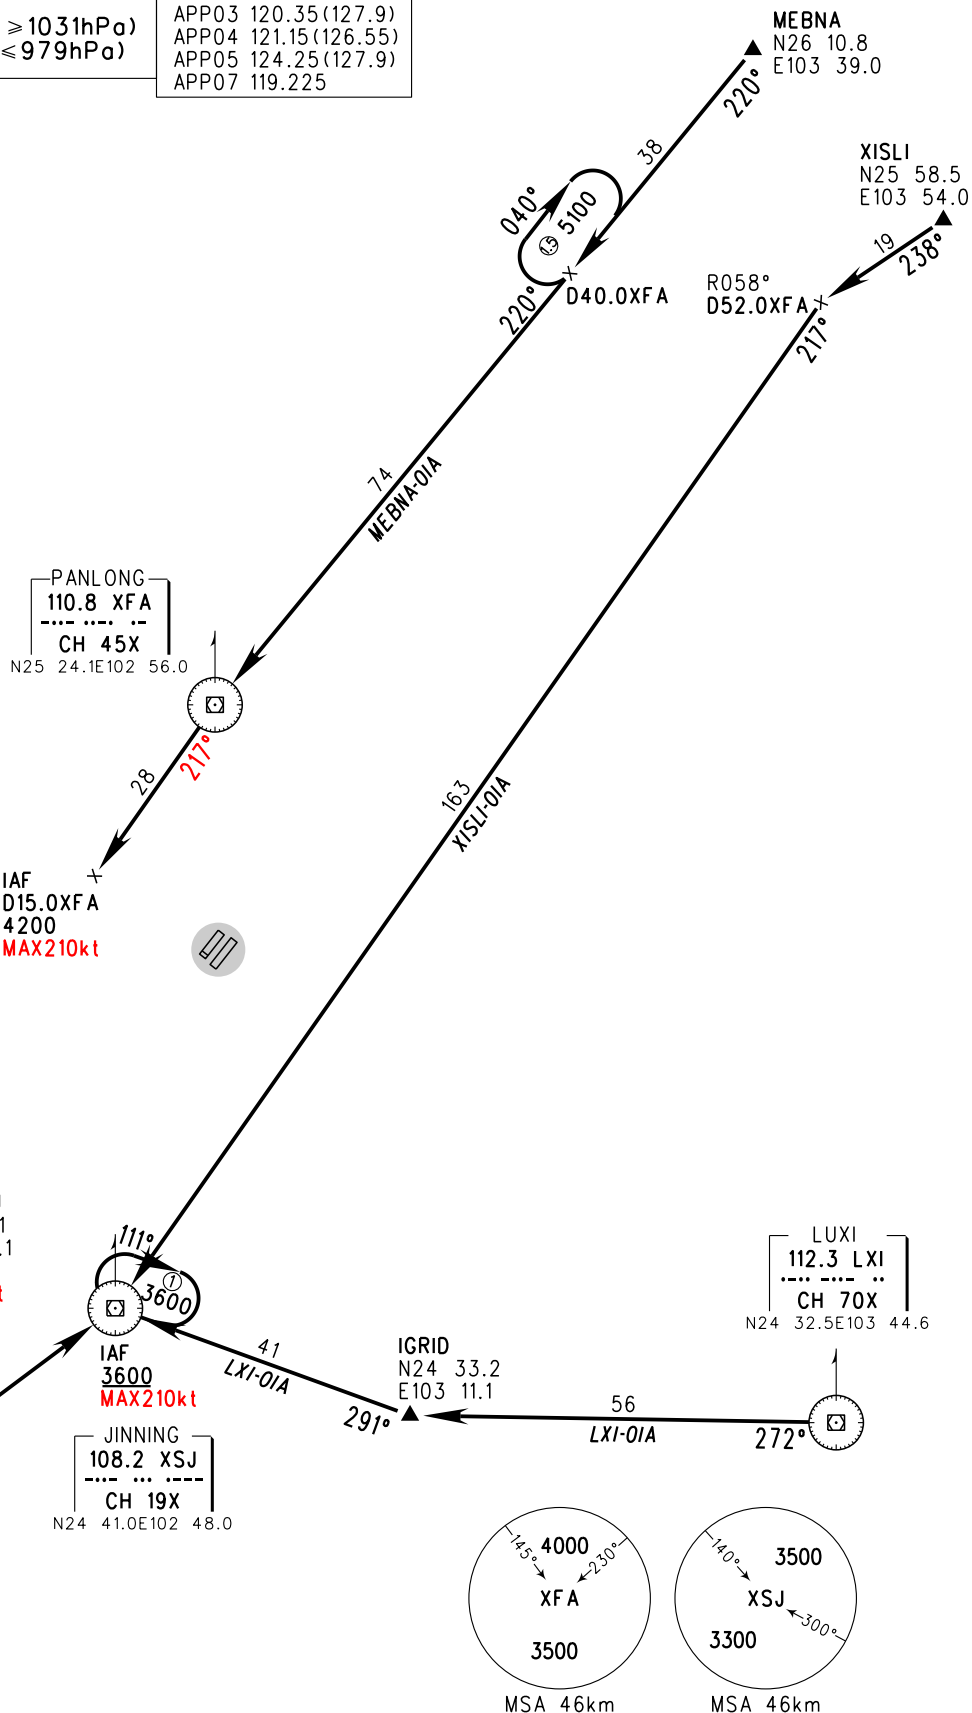 ≥1031hPa)
≤979hPa)
APP03 120.35(127.9)
APP04 121.15(126.55)
APP05 124.25(127.9)
APP07 119.225
MEBNA
N26 10.8
E103 39.0
220°
38
XISLI
N25 58.5
E103 54.0
19
238°
040°
1.5 5100
220°
D40.0XFA
R058°
D52.0XFA
217°
74
MEBNA-01A
PANLONG
110.8 XFA
CH 45X
N25 24.1E102 56.0
217°
28
163
XISLI-01A
IAF
D15.0XFA
4200
MAX210kt
111°
1
3600
IAF
3600
MAX210kt
JINNING
108.2 XSJ
CH 19X
N24 41.0E102 48.0
41
LXI-01A
291°
IGRID
N24 33.2
E103 11.1
56
LXI-01A
272°
LUXI
112.3 LXI
CH 70X
N24 32.5E103 44.6
4000
145°
230°
XFA
3500
MSA 46km
140°
3500
XSJ
300°
3300
MSA 46km